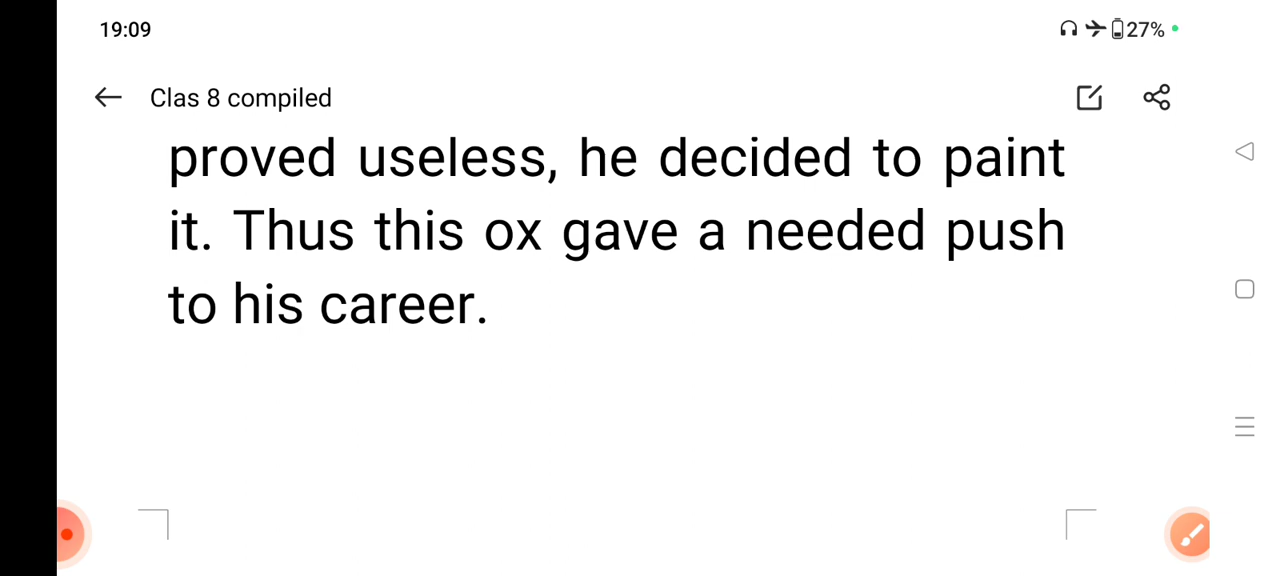 19:09
27%
Clas 8 compiled
proved useless, he decided to paint
it. Thus this ox gave a needed push
to his career.